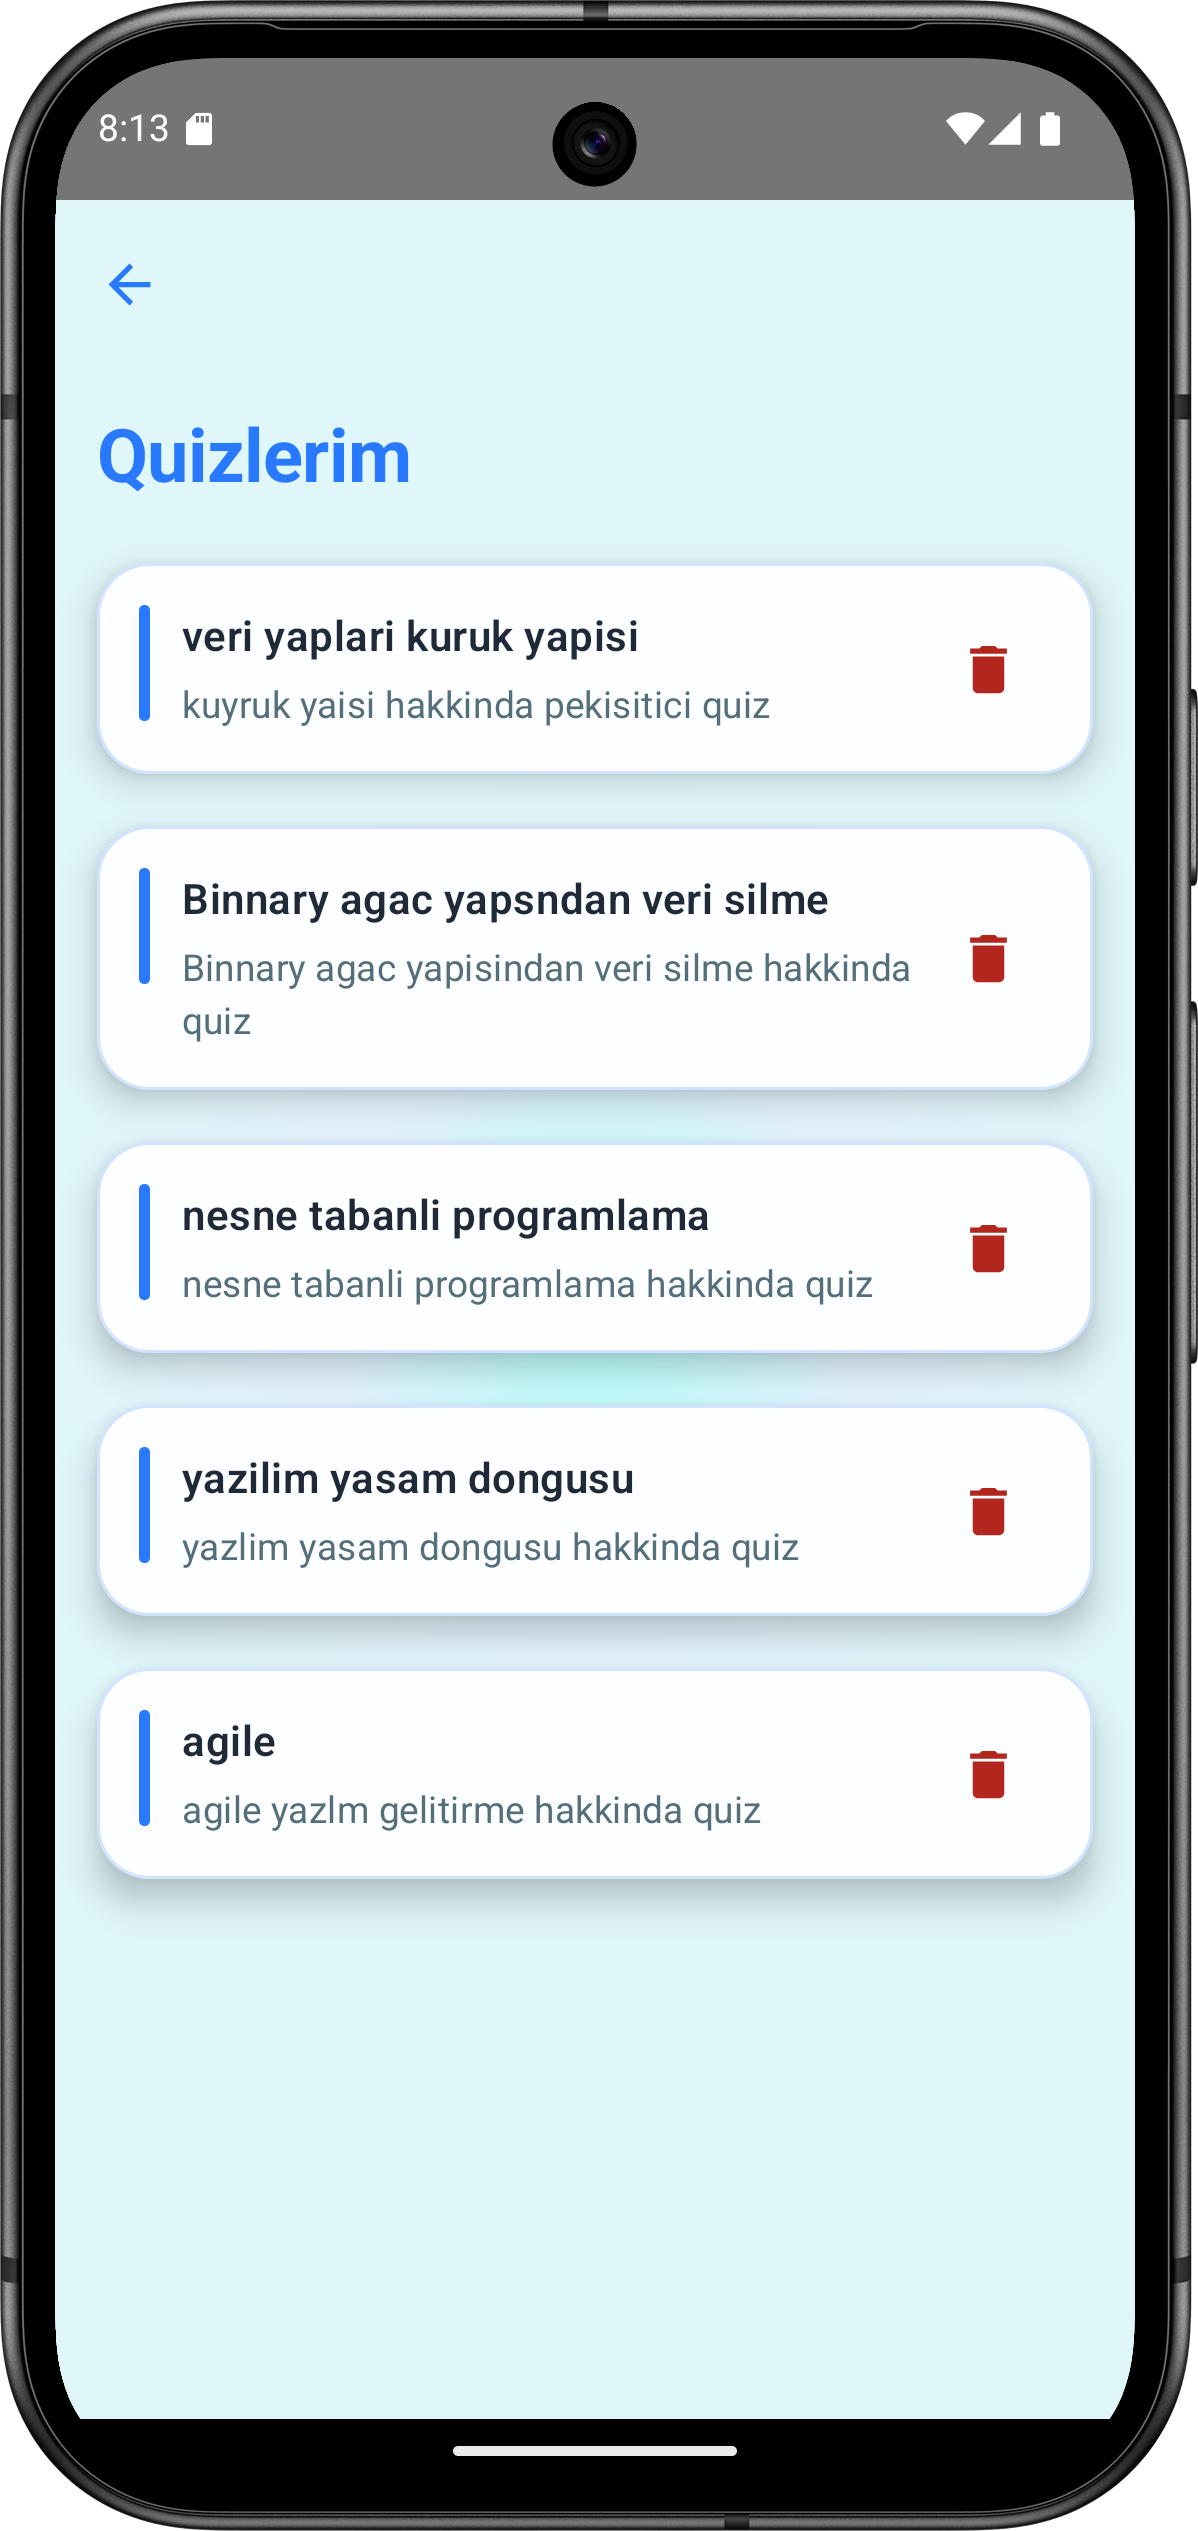 8:13
Quizlerim
veri yaplari kuruk yapisi
kuyruk yaisi hakkinda pekisitici quiz
Binnary agac yapsndan veri silme
Binnary agac yapisindan veri silme hakkinda
quiz
nesne tabanli programlama
nesne tabanli programlama hakkinda quiz
yazilim yasam dongusu
yazlim yasam dongusu hakkinda quiz
agile
agile yazlm gelitirme hakkinda quiz